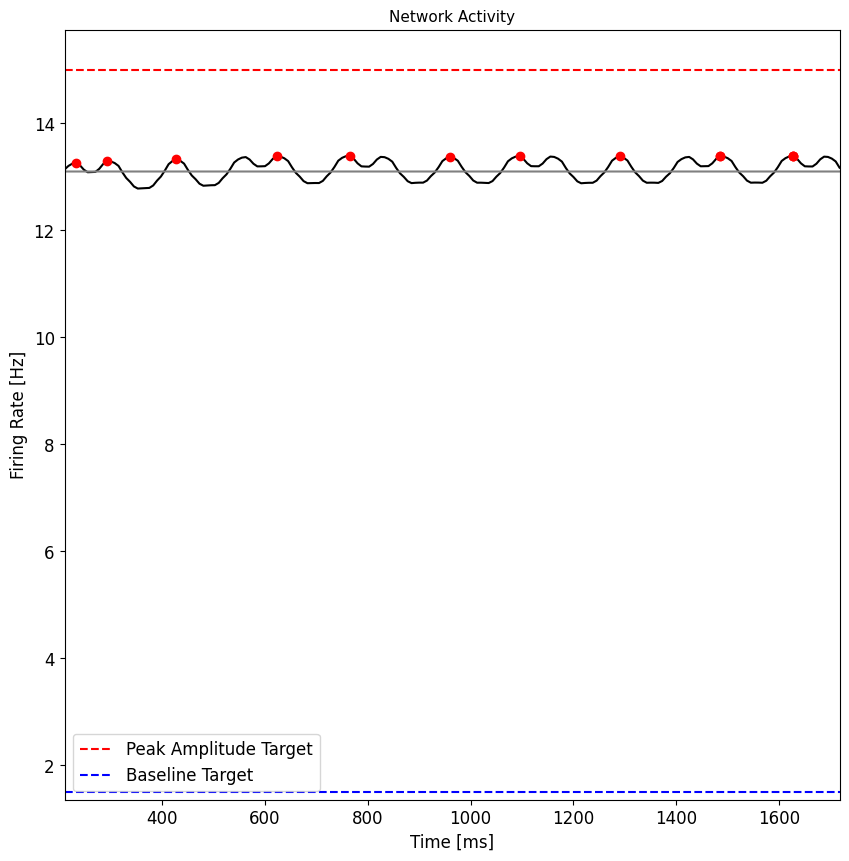 Network Activity
Firing Rate [Hz]
14
12
10
8
6
4
2
Peak Amplitude Target
Baseline Target
400
600
800
1000
1200
1400
1600
Time [ms]